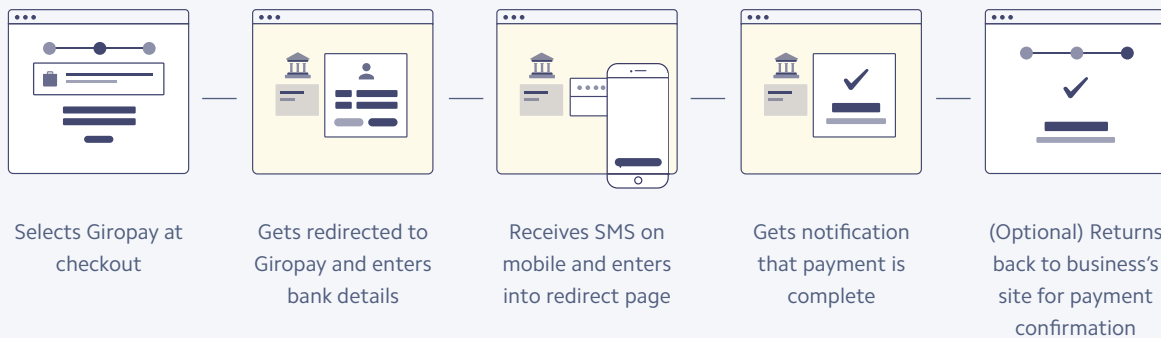 Selects Giropay at
checkout
Gets redirected to
Giropay and enters
bank details
Receives SMS on
mobile and enters
into redirect page
Gets notification
that payment is
complete
(Optional) Returns
back to business’s
site for payment
confirmation